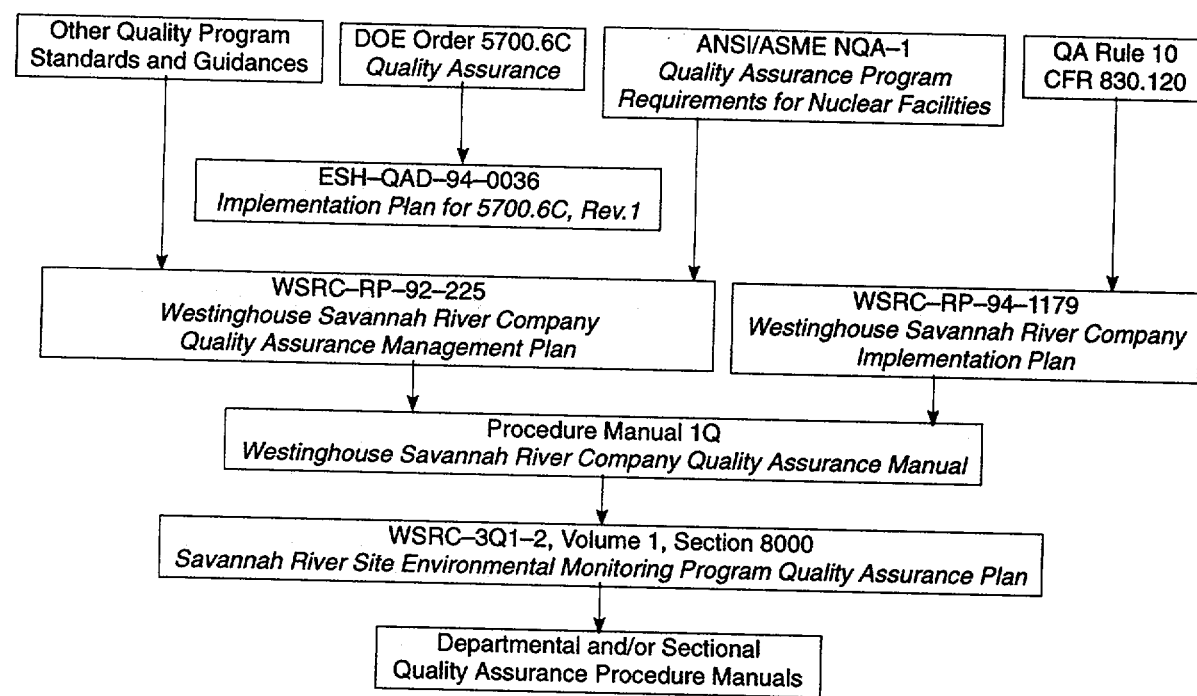 Other Quality Program
Standards and Guidances
DOE Order 5700.6C
Quality Assurance
ANSI/ASME NQA–1
Quality Assurance Program
Requirements for Nuclear Facilities
QA Rule 10
CFR 830.120
ESH–QAD–94–0036
Implementation Plan for 5700.6C, Rev.1
WSRC–RP–92–225
Westinghouse Savannah River Company
Quality Assurance Management Plan
WSRC–RP–94–1179
Westinghouse Savannah River Company
Implementation Plan
Procedure Manual 1Q
Westinghouse Savannah River Company Quality Assurance Manual
WSRC–3Q1–2, Volume 1, Section 8000
Savannah River Site Environmental Monitoring Program Quality Assurance Plan
Departmental and/or Sectional
Quality Assurance Procedure Manuals